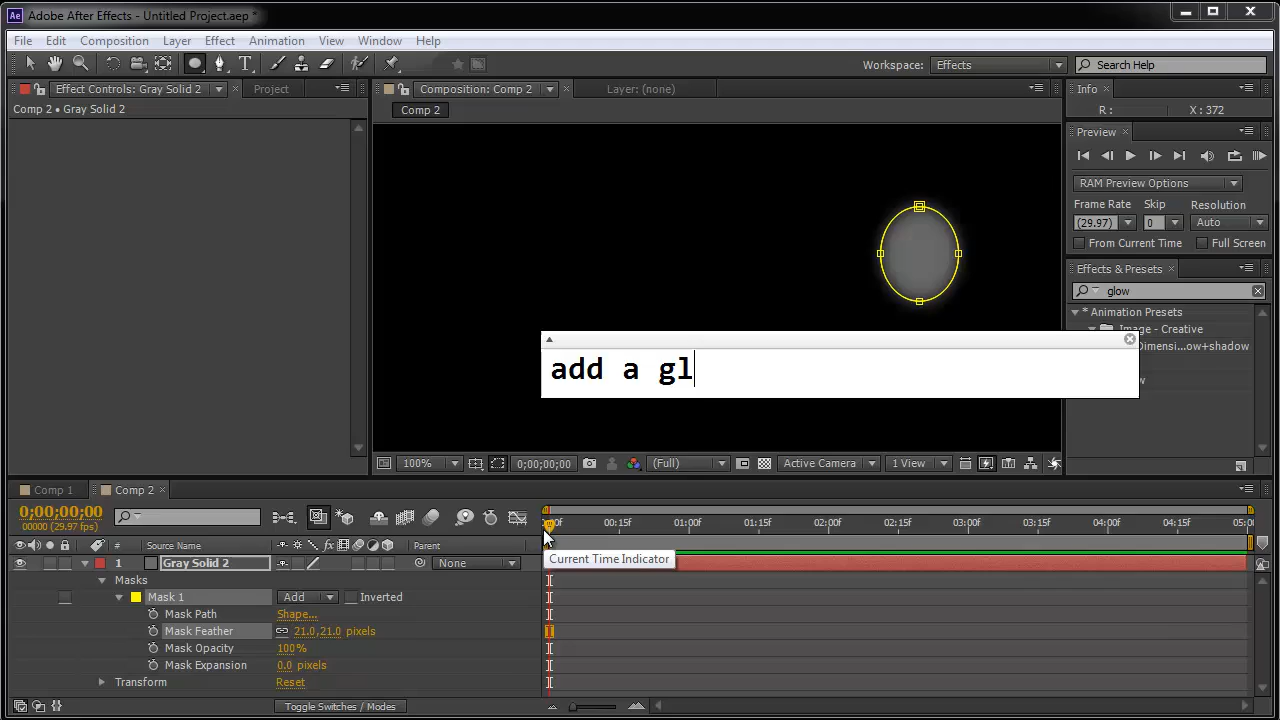 Ae Adobe After Effects - Untitled Project.aep *
File Edit Composition Layer Effect Animation View Window Help
T Workspace: Effects Search Help
Effect Controls: Gray Solid 2 Project Composition: Comp 2 Layer: (none) Info
Comp 2 • Gray Solid 2 Comp 2 R : X : 372
Preview
RAM Preview Options
Frame Rate Skip Resolution
(29.97) 0 Auto
From Current Time Full Screen
Effects & Presets
glow
* Animation Presets
Image - Creative
Dimensi...ow+shadow
add a gl
100% 0;00;00;00 (Full) Active Camera 1 View
Comp 1 Comp 2
0;00;00;00
00000 (29.97 fps)
00:15f 01:00f 01:15f 02:00f 02:15f 03:00f 03:15f 04:00f 04:15f 05:0
# Source Name fx Parent
1 Gray Solid 2 None
Current Time Indicator
Masks
Mask 1 Add Inverted
Mask Path Shape...
Mask Feather 21.0,21.0 pixels
Mask Opacity 100%
Mask Expansion 0.0 pixels
Transform Reset
Toggle Switches / Modes